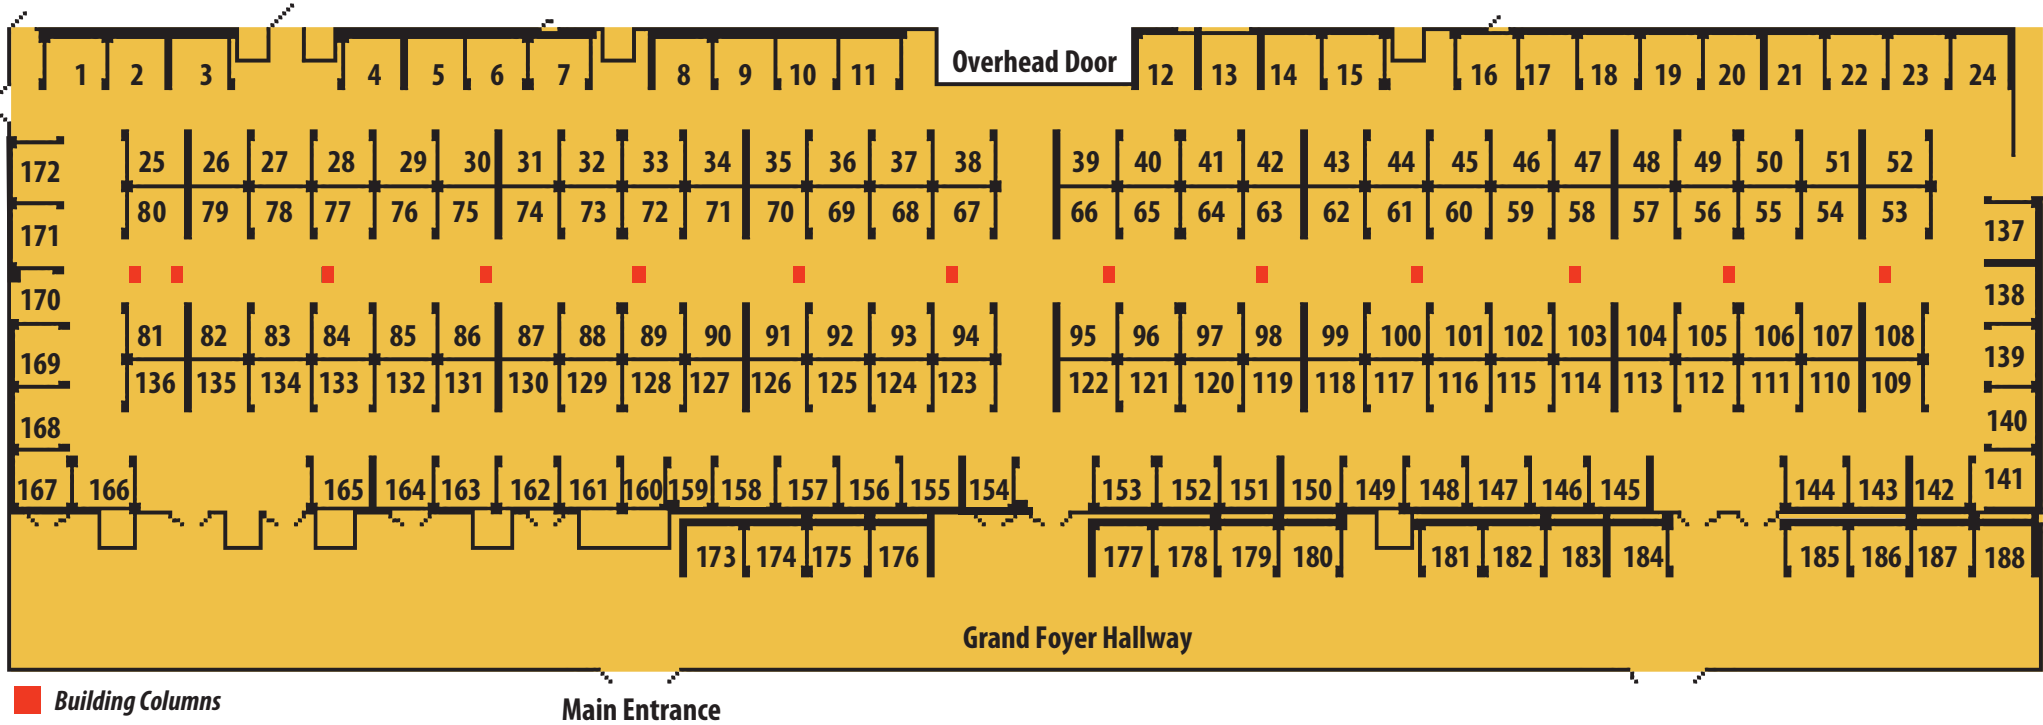 Overhead Door
1 2 3 4 5 6 7 8 9 10 11 12 13 14 15 16 17 18 19 20 21 22 23 24
25 26 27 28 29 30 31 32 33 34 35 36 37 38 39 40 41 42 43 44 45 46 47 48 49 50 51 52
172
80 79 78 77 76 75 74 73 72 71 70 69 68 67 66 65 64 63 62 61 60 59 58 57 56 55 54 53
171 137
170 138
81 82 83 84 85 86 87 88 89 90 91 92 93 94 95 96 97 98 99 100 101 102 103 104 105 106 107 108
169 139
136 135 134 133 132 131 130 129 128 127 126 125 124 123 122 121 120 119 118 117 116 115 114 113 112 111 110 109
168 140
167 166 165 164 163 162 161 160 159 158 157 156 155 154 153 152 151 150 149 148 147 146 145 144 143 142 141
173 174 175 176 177 178 179 180 181 182 183 184 185 186 187 188
Grand Foyer Hallway
Building Columns
Main Entrance